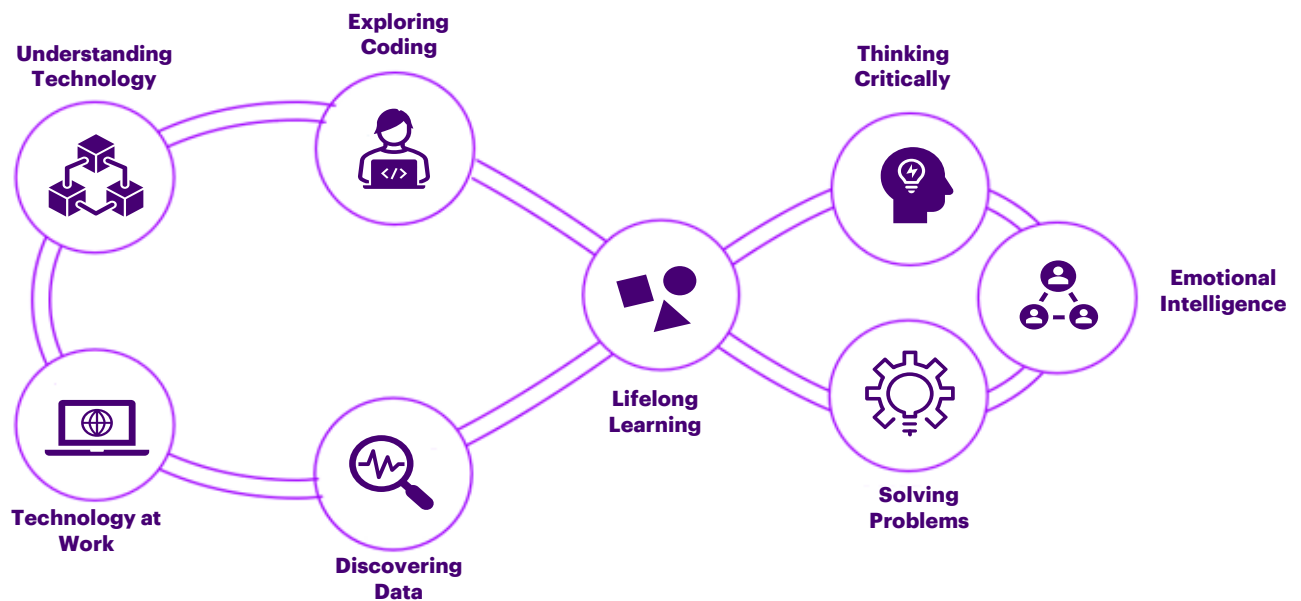 Exploring
Coding
Understanding
Technology
Thinking
Critically
</>
Emotional
Intelligence
Lifelong
Learning
Solving
Problems
Technology at
Work
Discovering
Data